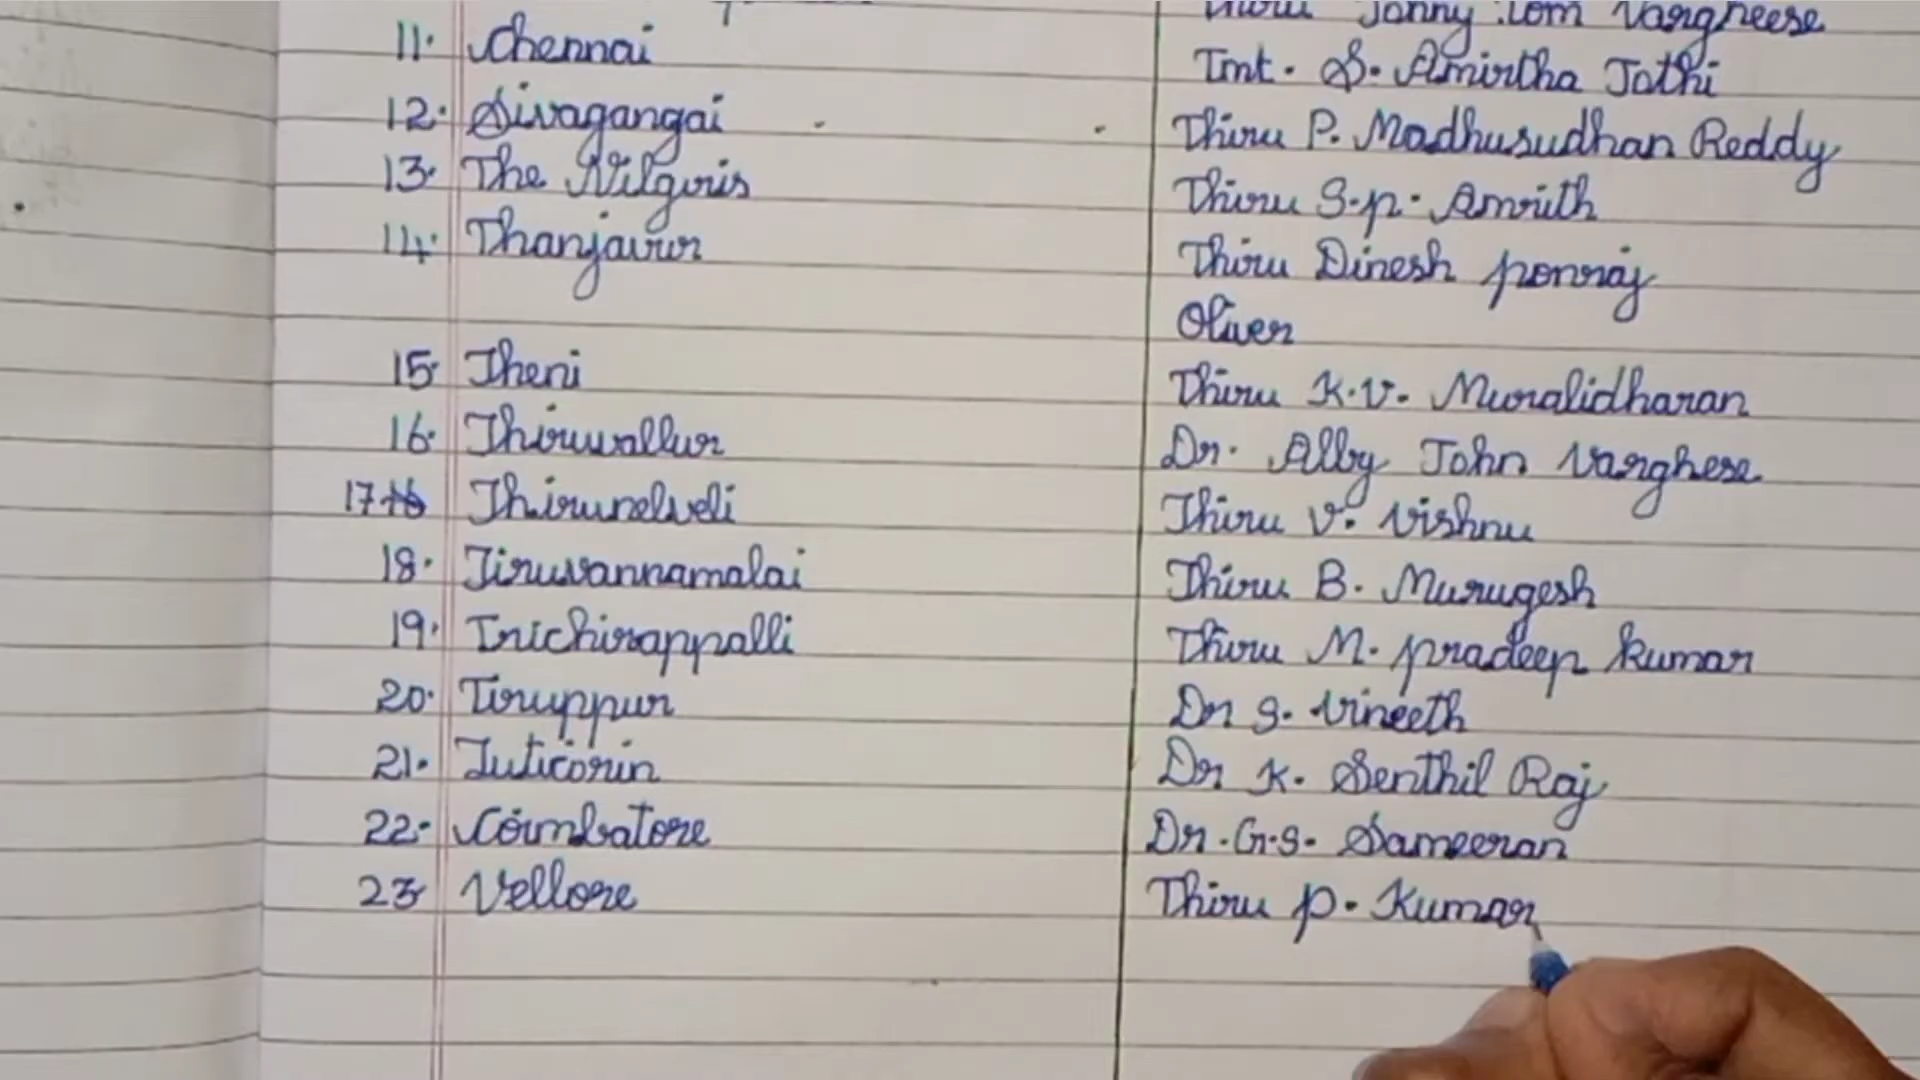 Thiru Jonny Tom Vargheese
11. Chennai Tmt. S. Amirtha Jothi
12. Sivagangai - - Thiru P. Madhusudhan Reddy
13. The Nilgiris Thiru S.p. Amrith
14. Thanjavur Thiru Dinesh ponraj
Oliver
15. Theni Thiru K.V. Muralidharan
16. Thiruvallur Dr. Alby John Varghese
17. Thirunelveli Thiru V. Vishnu
18. Tiruvannamalai Thiru B. Murugesh
19. Trichirappalli Thiru M. pradeep kumar
20. Tiruppur Dr S. Vineeth
21. Tuticorin Dr K. Senthil Raj
22. Coimbatore Dr. G.S. Sameeran
23 Vellore Thiru p. Kumar